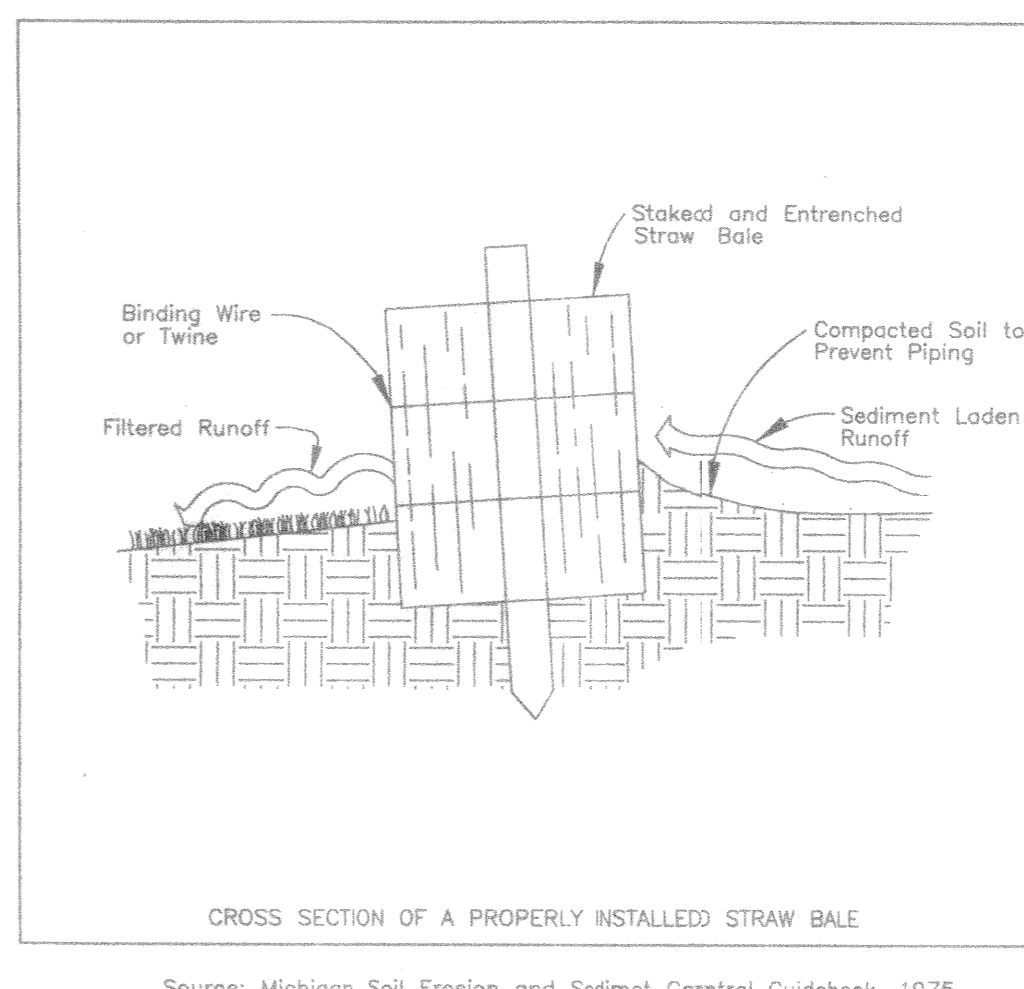 Staked and Entrenched
Straw Bale
Binding Wire
or Twine
Compacted Soil to
Prevent Piping
Filtered Runoff
Sediment Laden
Runoff
CROSS SECTION OF A PROPERLY INSTALLED STRAW BALE
Source: Michigan Soil Erosion and Sedimet Control Guidebook, 1975